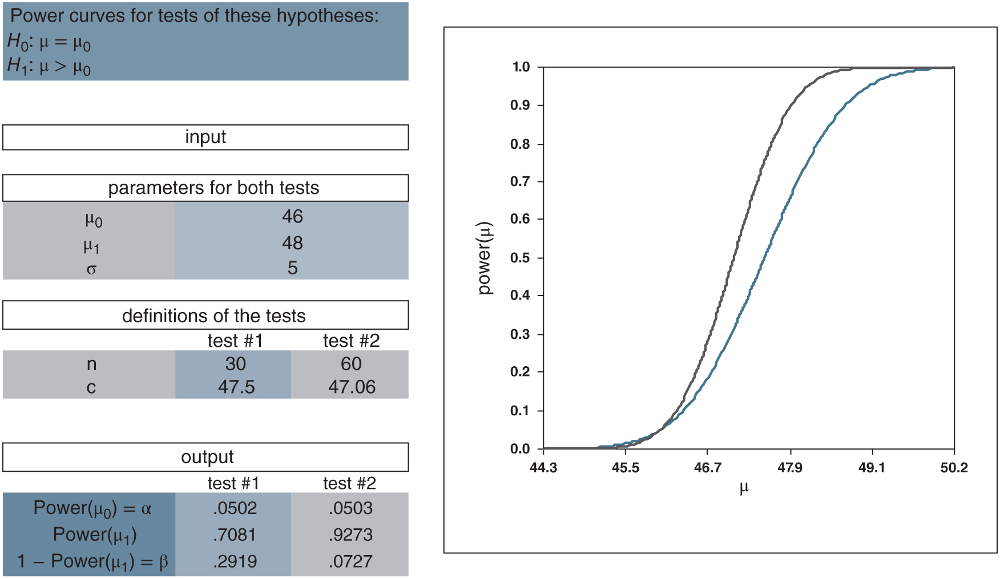 Power curves for tests of these hypotheses:
H0: μ = μ0
H1: μ > μ0
input
parameters for both tests
μ0 46
μ1 48
σ 5
definitions of the tests
test #1 test #2
n 30 60
c 47.5 47.06
output
test #1 test #2
Power(μ0) = α .0502 .0503
Power(μ1) .7081 .9273
1 − Power(μ1) = β .2919 .0727
power(μ)
1.0
0.9
0.8
0.7
0.6
0.5
0.4
0.3
0.2
0.1
0.0
44.3 45.5 46.7 47.9 49.1 50.2
μ